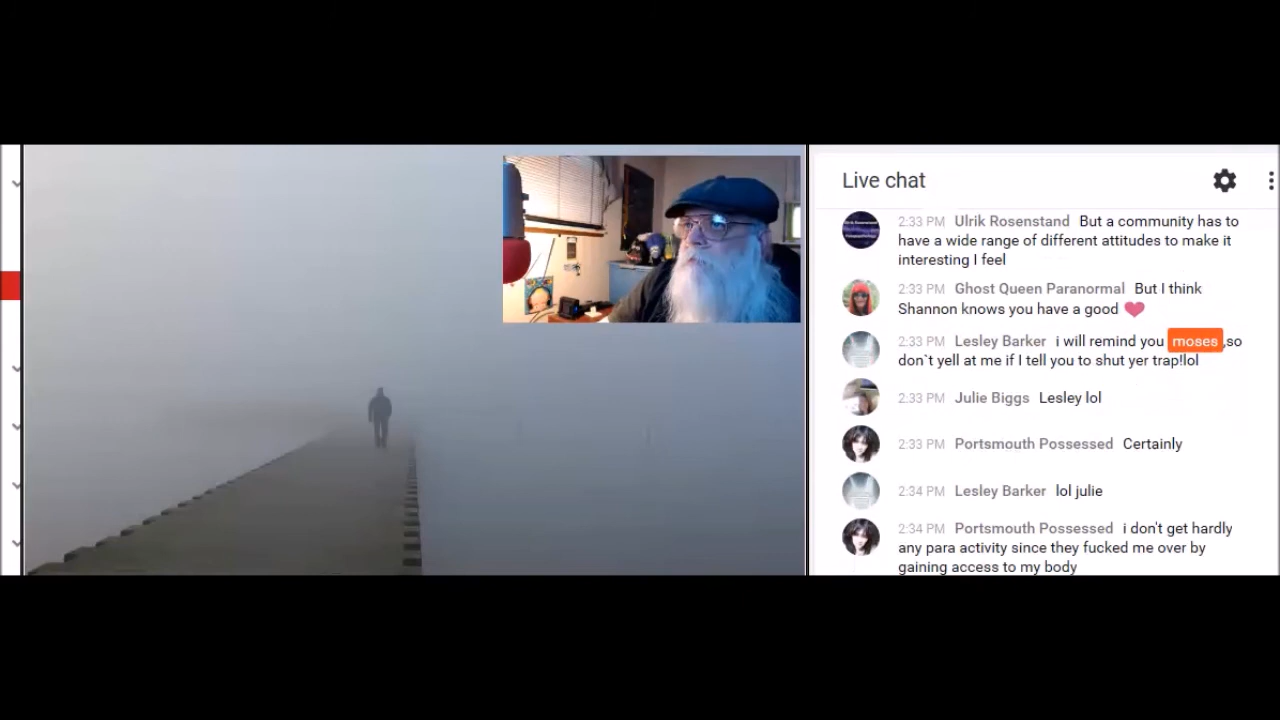 Live chat
2:33 PM Ulrik Rosenstand But a community has to
have a wide range of different attitudes to make it
interesting I feel
2:33 PM Ghost Queen Paranormal But I think
Shannon knows you have a good
2:33 PM Lesley Barker i will remind you moses,so
don`t yell at me if I tell you to shut yer trap!lol
2:33 PM Julie Biggs Lesley lol
2:33 PM Portsmouth Possessed Certainly
2:34 PM Lesley Barker lol julie
2:34 PM Portsmouth Possessed i don't get hardly
any para activity since they fucked me over by
gaining access to my body